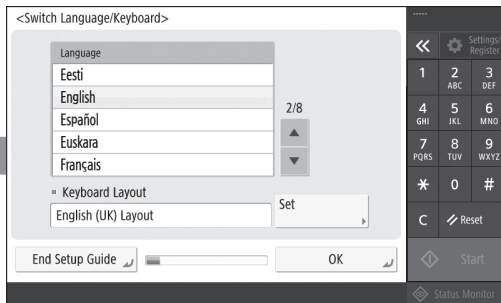 <Switch Language/Keyboard>
Language
Eesti
English
Español
Euskara
Français
2/8
Keyboard Layout
English (UK) Layout
Set
End Setup Guide
OK
-----
Settings/
Register
1
2
3
ABC
DEF
4
5
6
GHI
JKL
MNO
7
8
9
PQRS
TUV
WXYZ
*
0
#
C
Reset
Start
Status Monitor